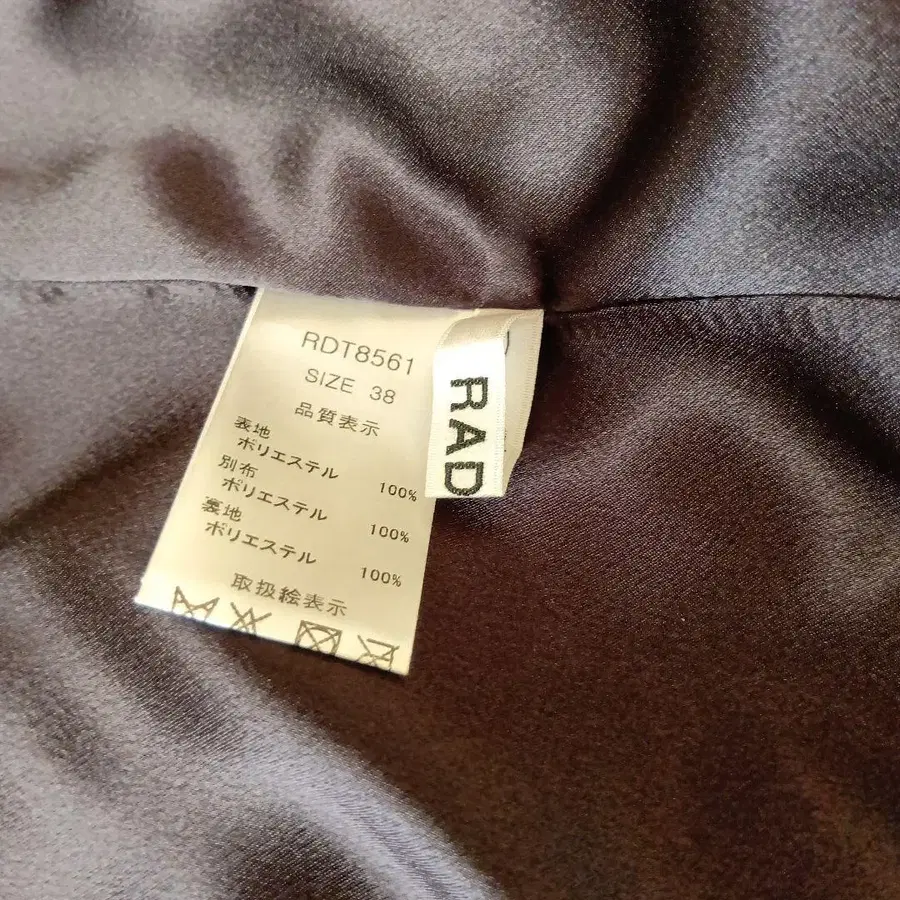 RDT8561
SIZE 38
品質表示
表地
ポリエステル 100%
別布
ポリエステル 100%
裏地
ポリエステル 100%
取扱絵表示
RAD